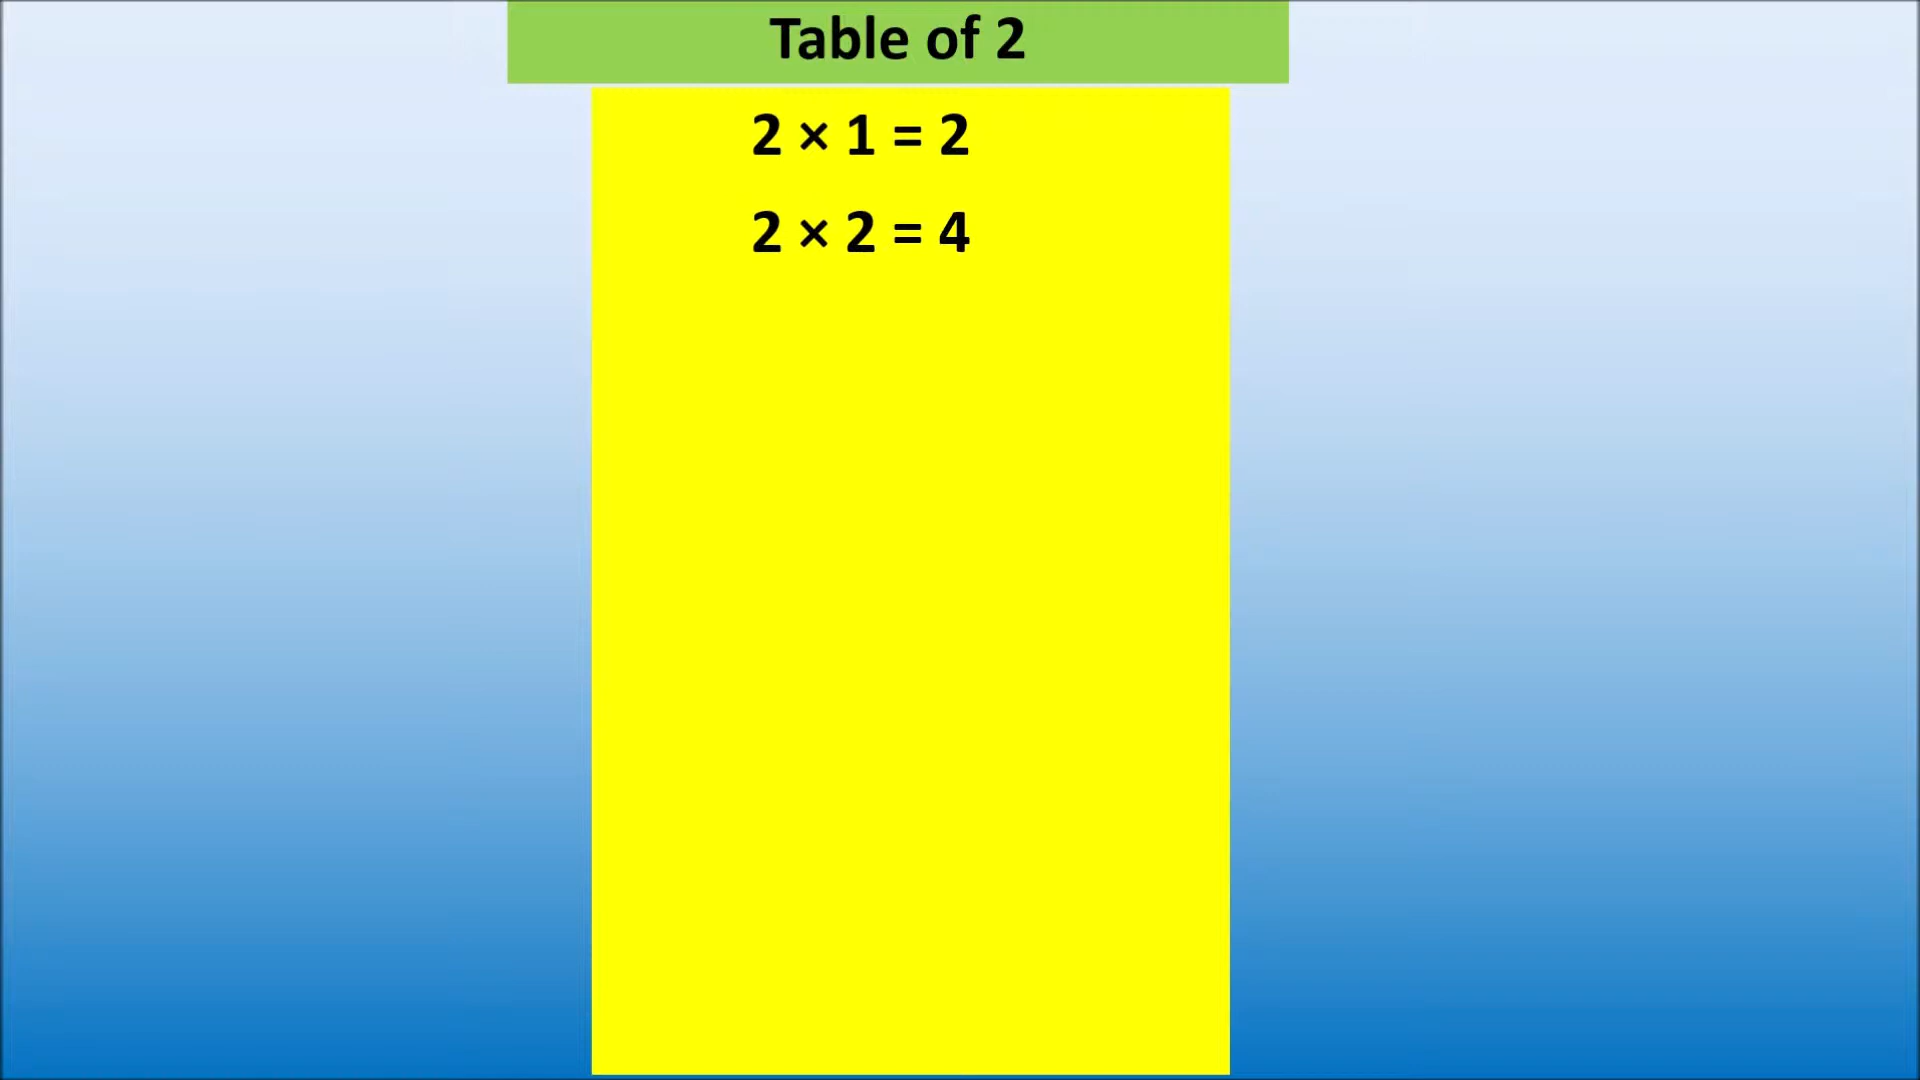 Table of 2
2 × 1 = 2
2 × 2 = 4